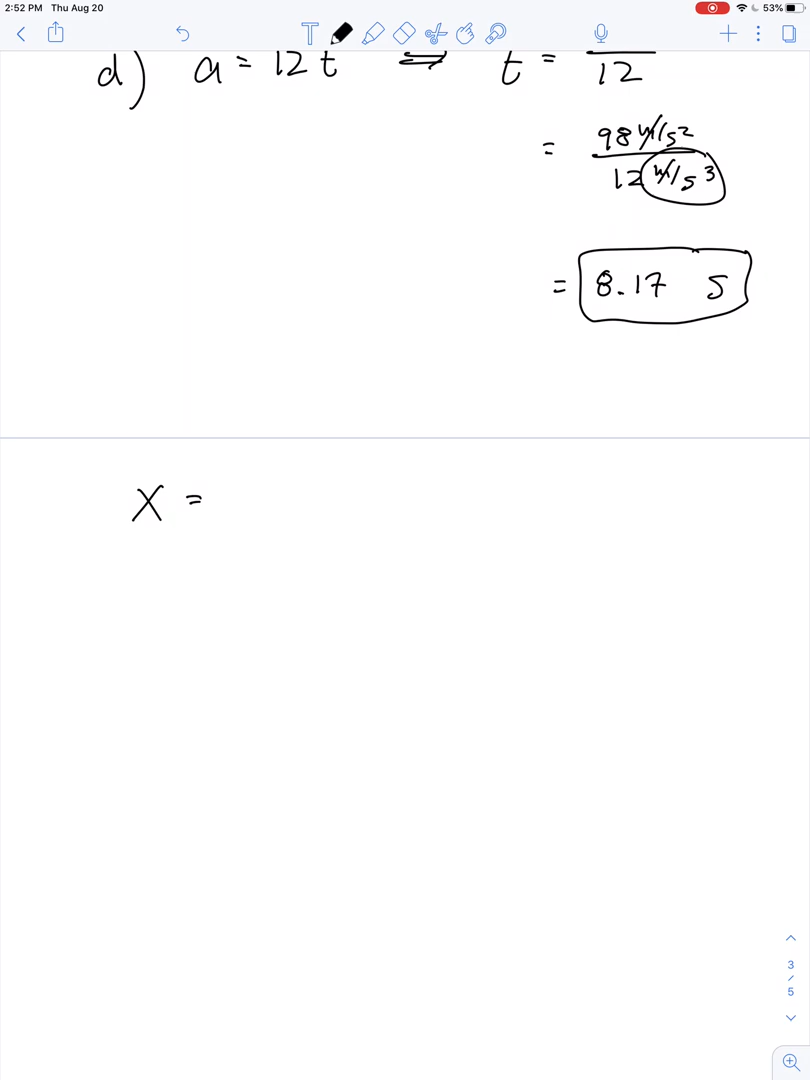 2:52 PM Thu Aug 20
53%
T
d) a = 12 t ⇔ t = —
12
= 98 m/s²
12 m/s³
= 8.17 s
X =
3
/
5